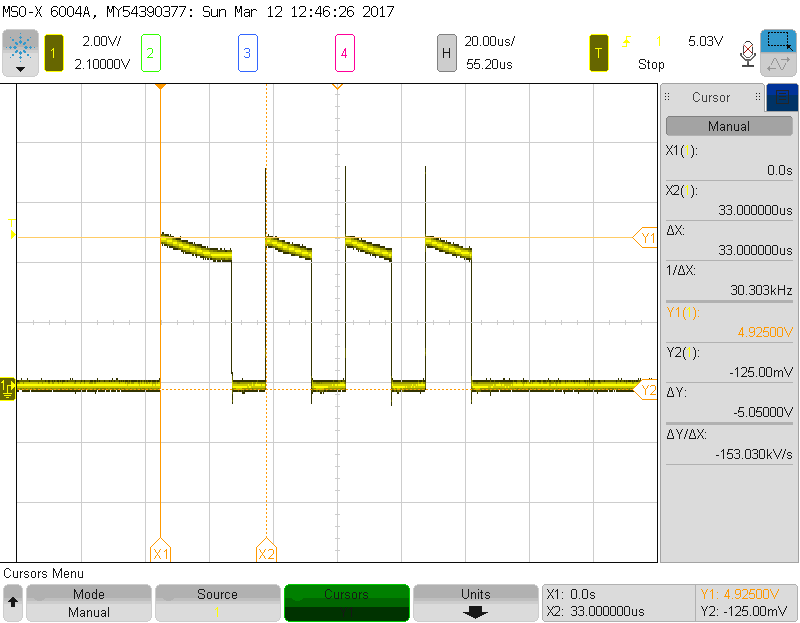 MSO-X 6004A, MY54390377: Sun Mar 12 12:46:26 2017
1 2.00V/ 2 3 4 H 20.00us/ T 1 5.03V
2.10000V 55.20us Stop
T
Cursor
Manual
X1( ):
0.0s
X2( ):
33.000000us
ΔX:
33.000000us
1/ΔX:
30.303kHz
Y1( ):
4.92500V
Y2( ):
-125.00mV
ΔY:
-5.05000V
ΔY/ΔX:
-153.030kV/s
Y1
1
Y2
X1 X2
Cursors Menu
Mode Source Cursors Units
Manual
X1: 0.0s Y1: 4.92500V
X2: 33.000000us Y2: -125.00mV